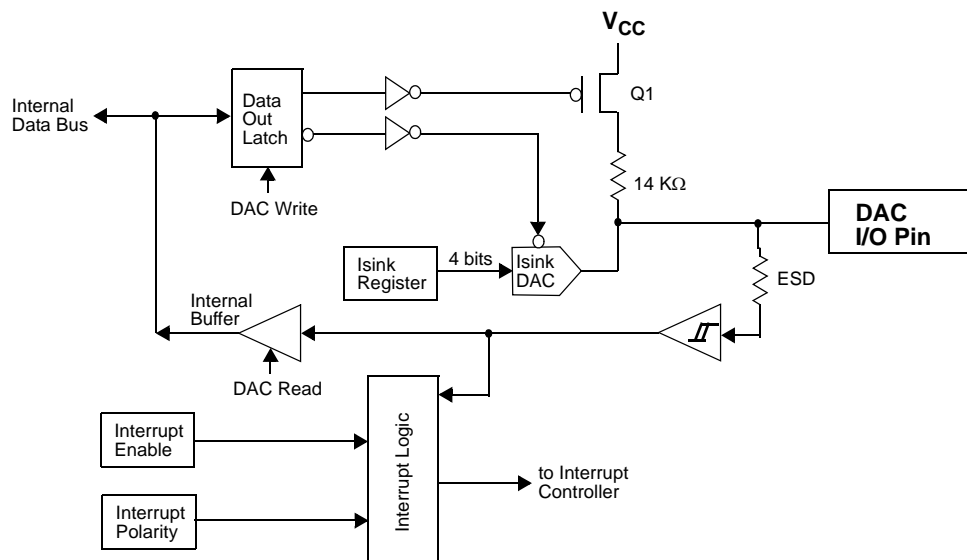 VCC
Internal
Data Bus
Data
Out
Latch
Q1
14 KΩ
DAC Write
DAC
I/O Pin
4 bits
Isink
Register
Isink
DAC
ESD
Internal
Buffer
DAC Read
Interrupt
Enable
Interrupt Logic
to Interrupt
Controller
Interrupt
Polarity